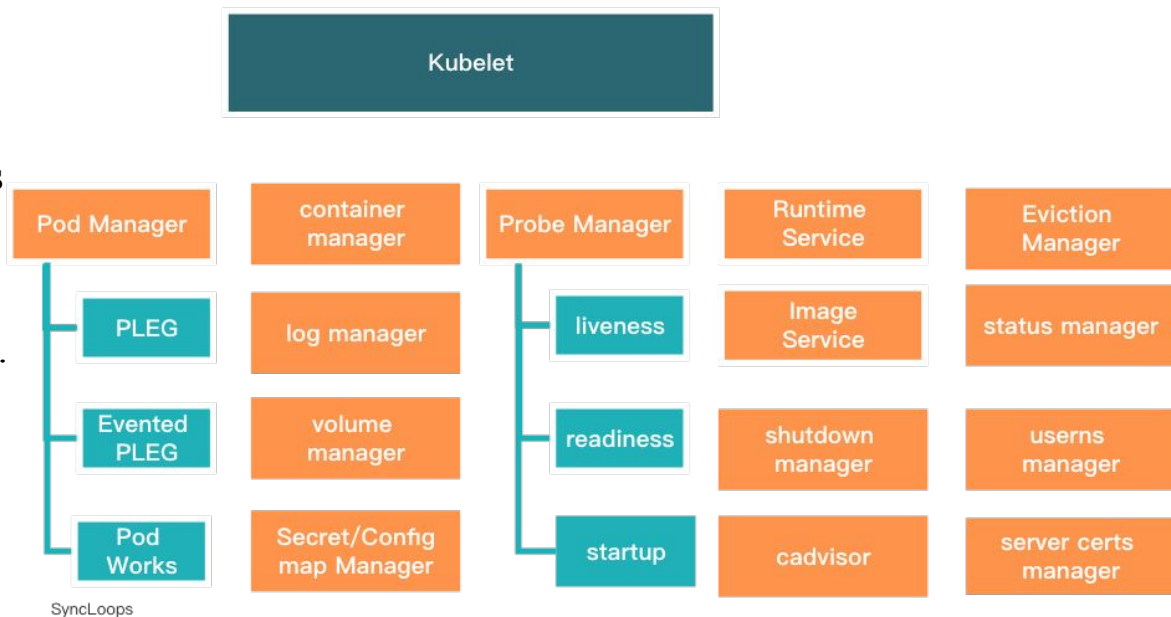 Kubelet
Pod Manager
container
manager
Probe Manager
Runtime
Service
Eviction
Manager
PLEG
log manager
liveness
Image
Service
status manager
Evented
PLEG
volume
manager
readiness
shutdown
manager
userns
manager
Pod
Works
Secret/Config
map Manager
startup
cadvisor
server certs
manager
SyncLoops